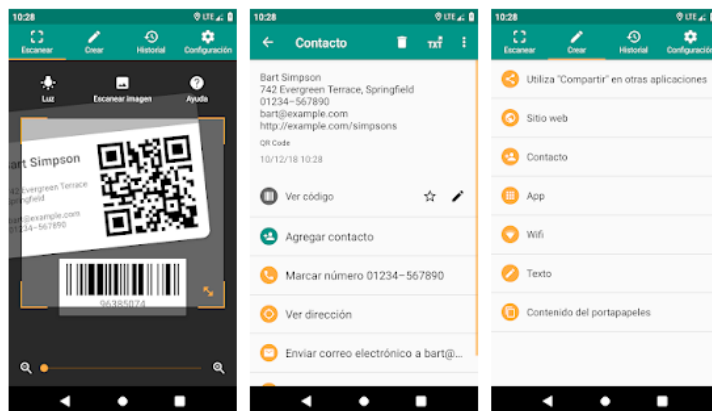 10:28
LTE
Escanear
Crear
Historial
Configuración
Luz
Escanear imagen
Ayuda
Bart Simpson
742 Evergreen Terrace
Springfield
bart@example.com
01234-567890
96385074
10:28
LTE
Contacto
TXT
Bart Simpson
742 Evergreen Terrace, Springfield
01234-567890
bart@example.com
http://example.com/simpsons
QR Code
10/12/18 10:28
Ver código
Agregar contacto
Marcar número 01234-567890
Ver dirección
Enviar correo electrónico a bart@...
10:28
LTE
Escanear
Crear
Historial
Configuración
Utiliza "Compartir" en otras aplicaciones
Sitio web
Contacto
App
Wifi
Texto
Contenido del portapapeles